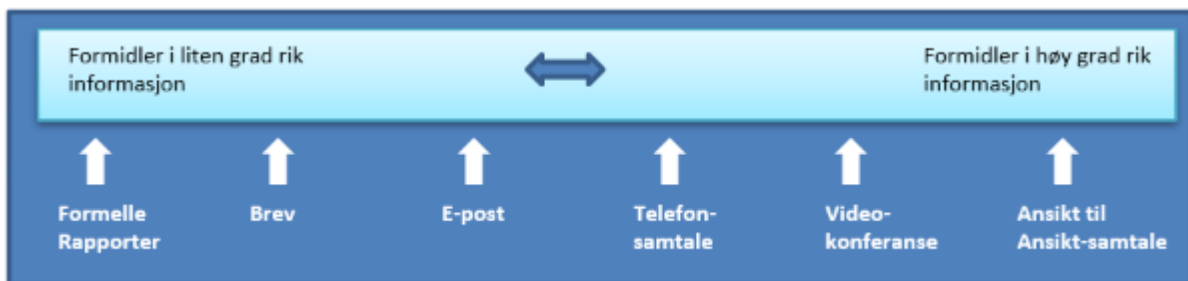 Formidler i liten grad rik
informasjon
Formidler i høy grad rik
informasjon
Formelle
Rapporter
Brev
E-post
Telefon-
samtale
Video-
konferanse
Ansikt til
Ansikt-samtale